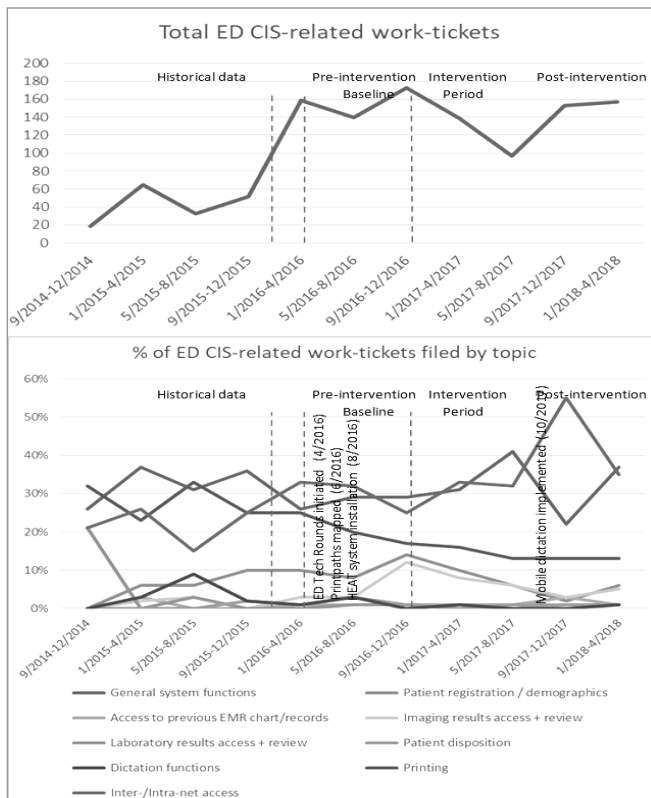 Total ED CIS-related work-tickets
200
180
160
140
120
100
80
60
40
20
0
Historical data
Pre-intervention
Baseline
Intervention
Period
Post-intervention
9/2014-12/2014
1/2015-4/2015
5/2015-8/2015
9/2015-12/2015
1/2016-4/2016
5/2016-8/2016
9/2016-12/2016
1/2017-4/2017
5/2017-8/2017
9/2017-12/2017
1/2018-4/2018
% of ED CIS-related work-tickets filed by topic
60%
50%
40%
30%
20%
10%
0%
Historical data
Pre-intervention
Baseline
Intervention
Period
Post-intervention
ED Tech Rounds initiated (4/2016)
Printpaths mapped (6/2016)
HEAT system installation (8/2016)
Mobile dictation implemented (10/2017)
9/2014-12/2014
1/2015-4/2015
5/2015-8/2015
9/2015-12/2015
1/2016-4/2016
5/2016-8/2016
9/2016-12/2016
1/2017-4/2017
5/2017-8/2017
9/2017-12/2017
1/2018-4/2018
General system functions
Patient registration / demographics
Access to previous EMR chart/records
Imaging results access + review
Laboratory results access + review
Patient disposition
Dictation functions
Printing
Inter-/Intra-net access